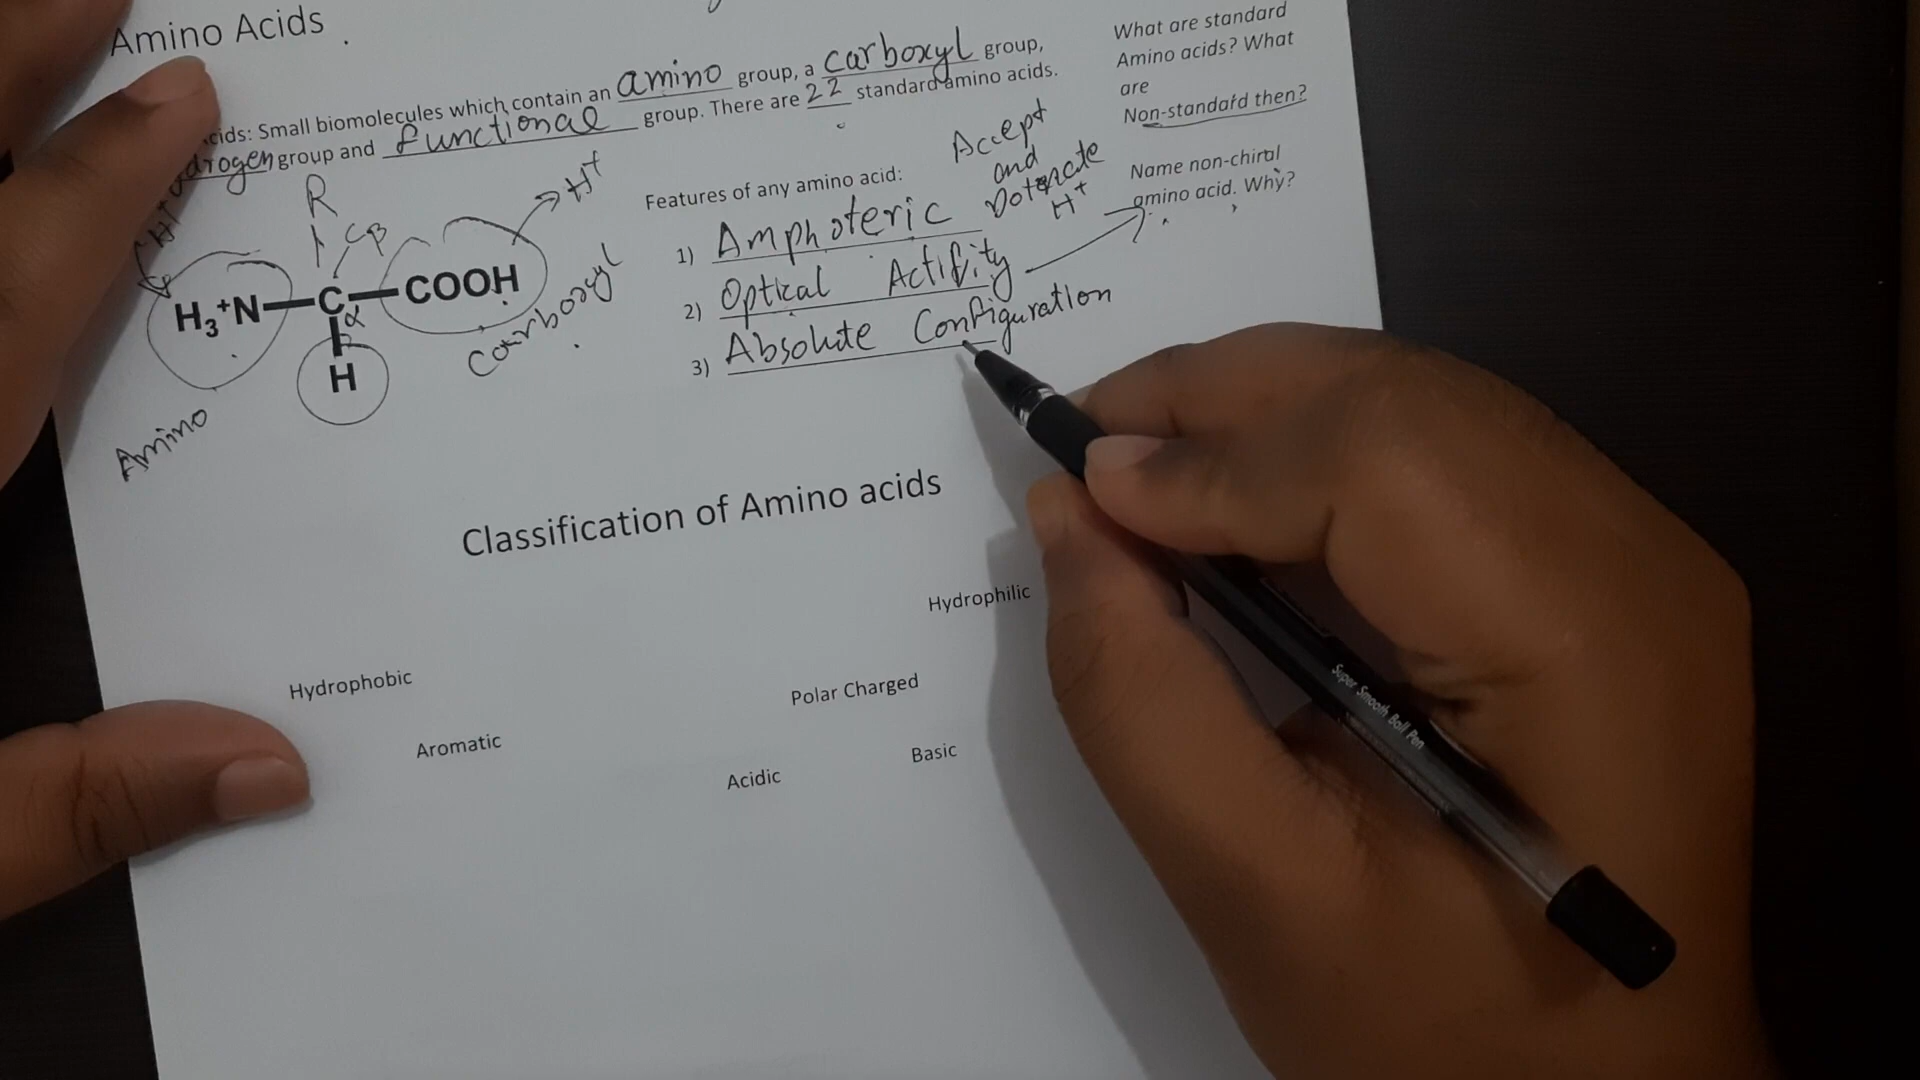 Amino Acids
cids: Small biomolecules which contain an amino group, a carboxyl group,
drogen group and functional group. There are 22 standard amino acids.
What are standard
Amino acids? What
are
Non-standard then?
Name non-chiral
amino acid. Why?
Features of any amino acid:
1) Amphoteric
2) Optical Activity
3) Absolute Configuration
Accept
and
H+
R
Cβ
H+
H+
H3+N-C-COOH
α
H
Amino
Carboxyl
Classification of Amino acids
Hydrophilic
Hydrophobic
Polar Charged
Aromatic
Basic
Acidic
Super Smooth Ball Pen